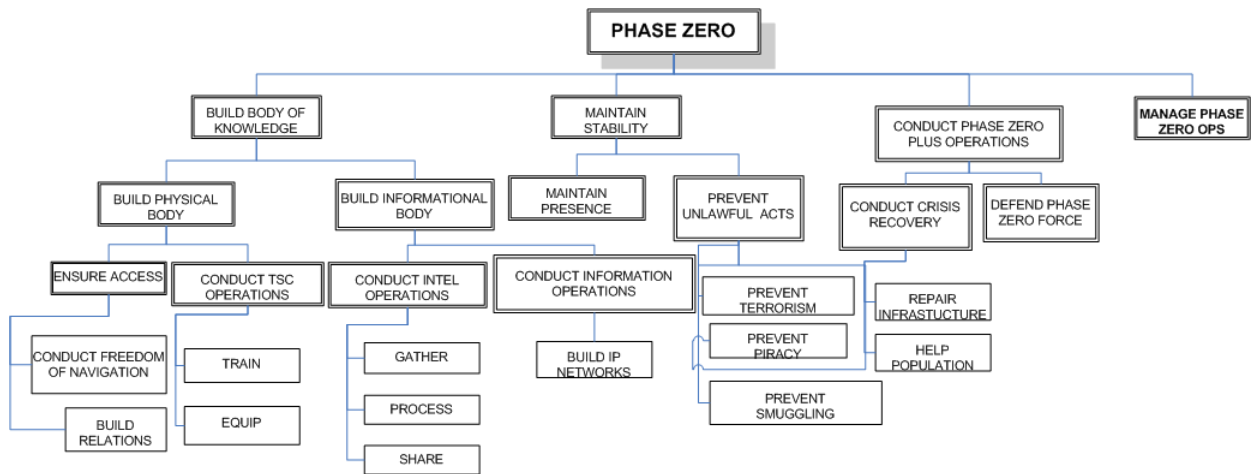 PHASE ZERO
BUILD BODY OF
KNOWLEDGE
MAINTAIN
STABILITY
CONDUCT PHASE ZERO
PLUS OPERATIONS
MANAGE PHASE
ZERO OPS
BUILD PHYSICAL
BODY
BUILD INFORMATIONAL
BODY
MAINTAIN
PRESENCE
PREVENT
UNLAWFUL ACTS
CONDUCT CRISIS
RECOVERY
DEFEND PHASE
ZERO FORCE
ENSURE ACCESS
CONDUCT TSC
OPERATIONS
CONDUCT INTEL
OPERATIONS
CONDUCT INFORMATION
OPERATIONS
PREVENT
TERRORISM
REPAIR
INFRASTUCTURE
CONDUCT FREEDOM
OF NAVIGATION
TRAIN
GATHER
BUILD IP
NETWORKS
PREVENT
PIRACY
HELP
POPULATION
BUILD
RELATIONS
EQUIP
PROCESS
PREVENT
SMUGGLING
SHARE